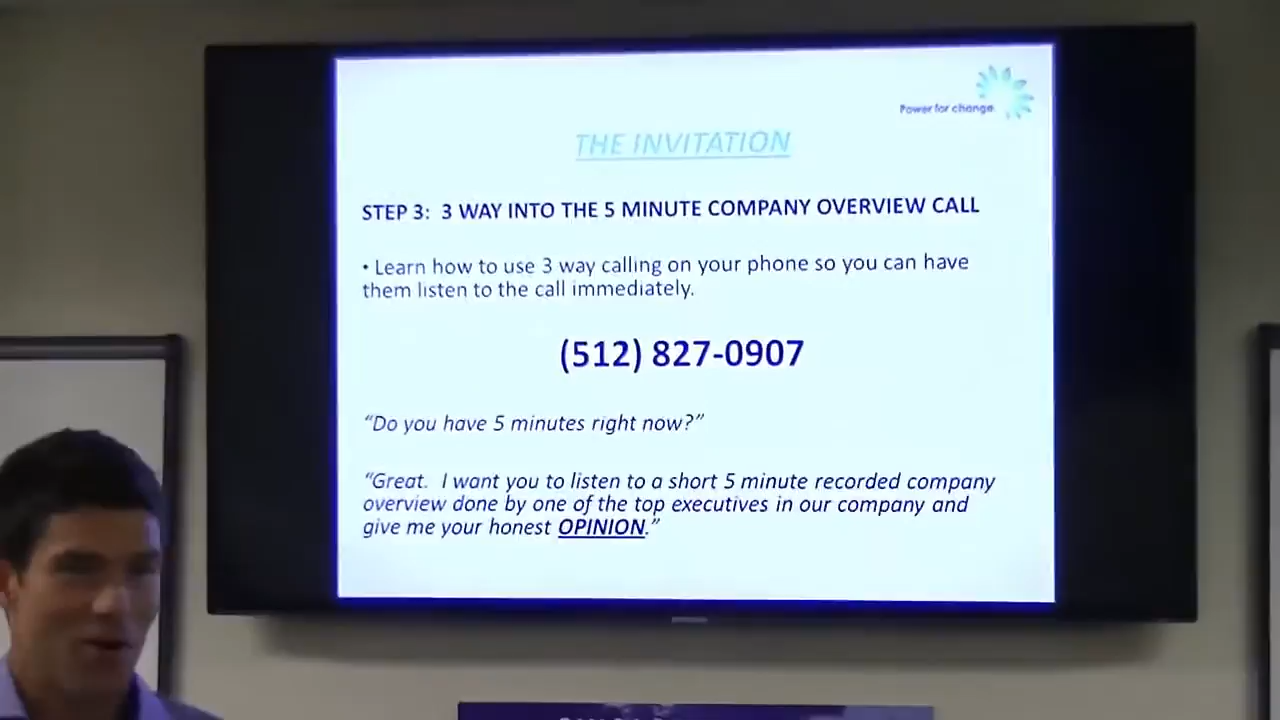 Power for change
THE INVITATION
STEP 3: 3 WAY INTO THE 5 MINUTE COMPANY OVERVIEW CALL
• Learn how to use 3 way calling on your phone so you can have
them listen to the call immediately.
(512) 827-0907
“Do you have 5 minutes right now?”
“Great. I want you to listen to a short 5 minute recorded company
overview done by one of the top executives in our company and
give me your honest OPINION.”